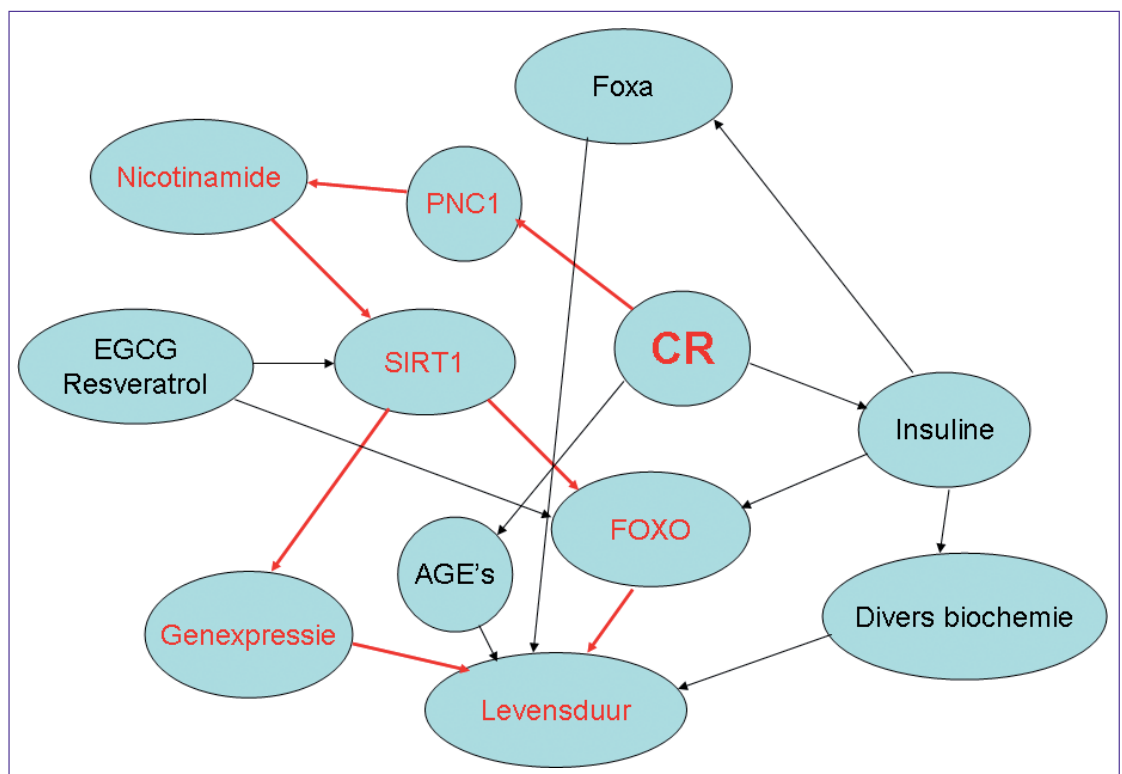 Foxa
Nicotinamide
PNC1
EGCG
Resveratrol
SIRT1
CR
Insuline
FOXO
AGE's
Divers biochemie
Genexpressie
Levensduur